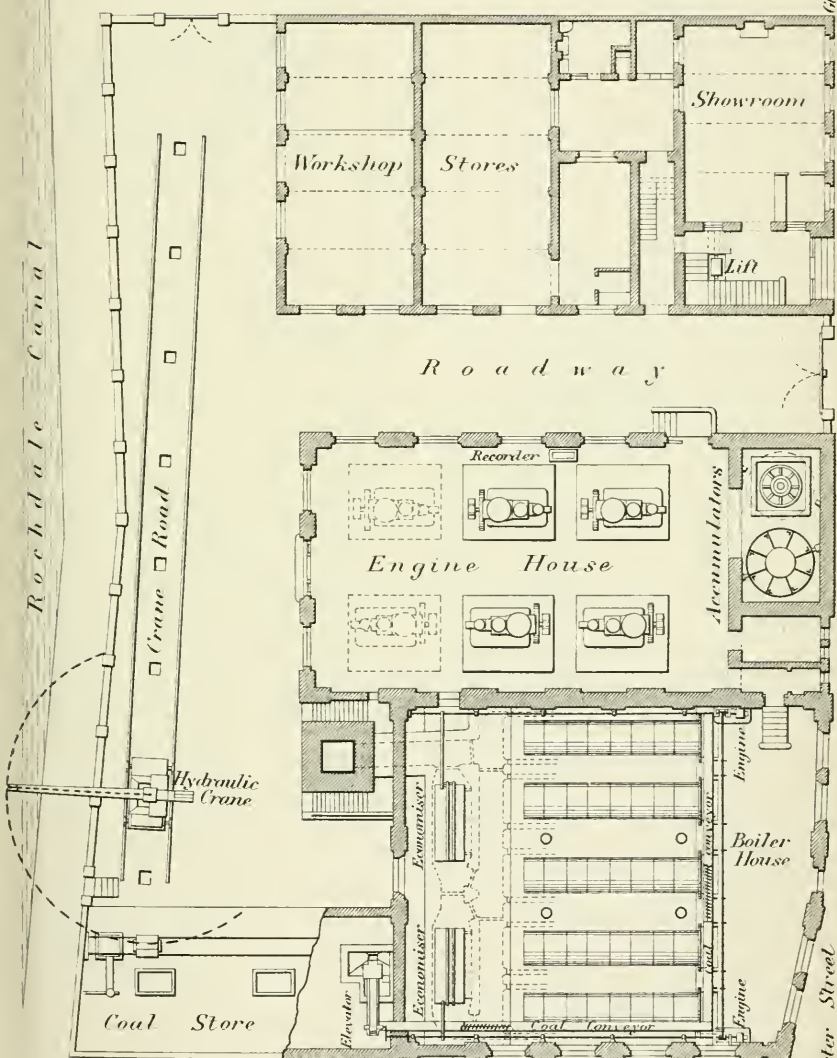 Showroom
Workshop
Stores
Lift
Rochdale Canal
Roadway
Recorder
Crane Road
Engine House
Accumulators
Hydraulic
Crane
Economiser
Economiser
Engine
Coal Conveyor
Boiler
House
Coal Store
Elevator
Coal Conveyor
Engine
Street